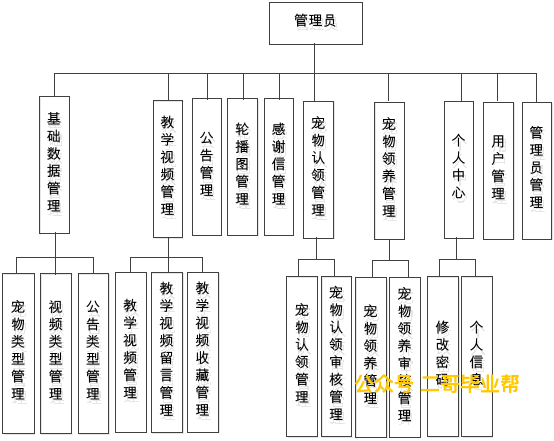 管理员
基础数据管理
教学视频管理
公告管理
轮播图管理
感谢信管理
宠物认领管理
宠物领养管理
个人中心
用户管理
管理员管理
宠物类型管理
视频类型管理
公告类型管理
教学视频管理
教学视频留言管理
教学视频收藏管理
宠物认领管理
宠物认领审核管理
宠物领养管理
宠物领养审核管理
修改密码
个人信息
公众号 二哥毕业帮